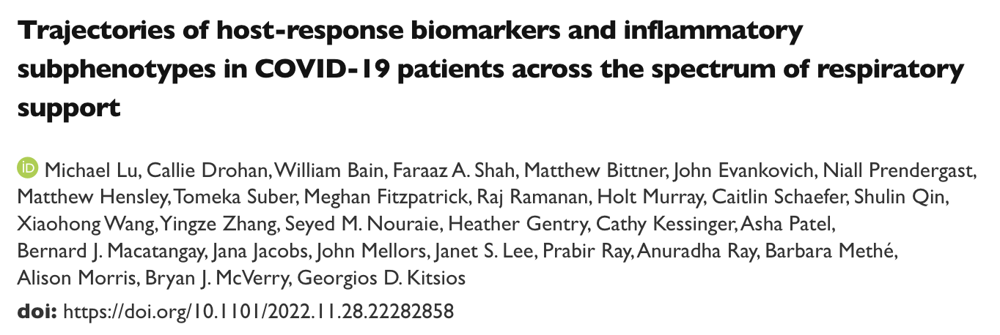 Trajectories of host-response biomarkers and inflammatory
subphenotypes in COVID-19 patients across the spectrum of respiratory
support
iD Michael Lu, Callie Drohan, William Bain, Faraaz A. Shah, Matthew Bittner, John Evankovich, Niall Prendergast,
Matthew Hensley, Tomeka Suber, Meghan Fitzpatrick, Raj Ramanan, Holt Murray, Caitlin Schaefer, Shulin Qin,
Xiaohong Wang, Yingze Zhang, Seyed M. Nouraie, Heather Gentry, Cathy Kessinger, Asha Patel,
Bernard J. Macatangay, Jana Jacobs, John Mellors, Janet S. Lee, Prabir Ray, Anuradha Ray, Barbara Methé,
Alison Morris, Bryan J. McVerry, Georgios D. Kitsios
doi: https://doi.org/10.1101/2022.11.28.22282858